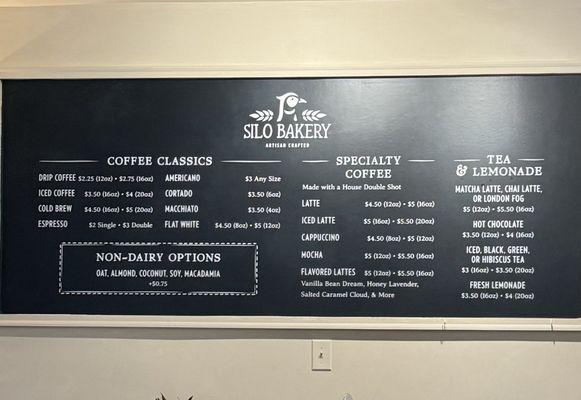 SILO BAKERY
ARTISAN CRAFTED
COFFEE CLASSICS
DRIP COFFEE $2.25 (12oz) • $2.75 (16oz)
ICED COFFEE $3.50 (16oz) • $4 (20oz)
COLD BREW $4.50 (16oz) • $5 (20oz)
ESPRESSO $2 Single • $3 Double
AMERICANO $3 Any Size
CORTADO $3.50 (6oz)
MACCHIATO $3.50 (4oz)
FLAT WHITE $4.50 (8oz) • $5 (12oz)
NON-DAIRY OPTIONS
OAT, ALMOND, COCONUT, SOY, MACADAMIA
+$0.75
SPECIALTY
COFFEE
Made with a House Double Shot
LATTE $4.50 (12oz) • $5 (16oz)
ICED LATTE $5 (16oz) • $5.50 (20oz)
CAPPUCCINO $4.50 (8oz) • $5 (12oz)
MOCHA $5 (12oz) • $5.50 (16oz)
FLAVORED LATTES $5 (12oz) • $5.50 (16oz)
Vanilla Bean Dream, Honey Lavender,
Salted Caramel Cloud, & More
TEA
& LEMONADE
MATCHA LATTE, CHAI LATTE,
OR LONDON FOG
$5 (12oz) • $5.50 (16oz)
HOT CHOCOLATE
$3.50 (12oz) • $4 (16oz)
ICED, BLACK, GREEN,
OR HIBISCUS TEA
$3 (16oz) • $3.50 (20oz)
FRESH LEMONADE
$3.50 (16oz) • $4 (20oz)